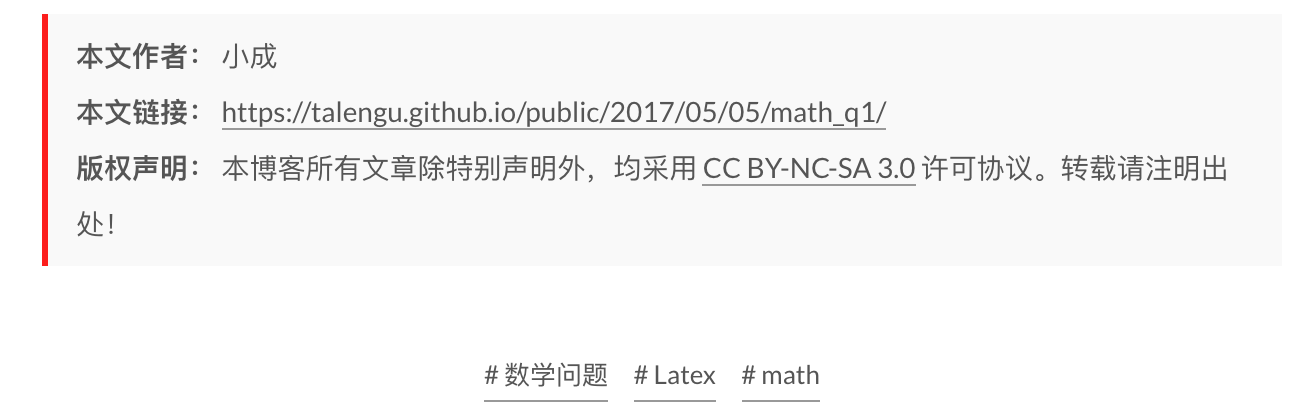 本文作者： 小成
本文链接： https://talengu.github.io/public/2017/05/05/math_q1/
版权声明： 本博客所有文章除特别声明外，均采用 CC BY-NC-SA 3.0 许可协议。转载请注明出
处！
# 数学问题 # Latex # math